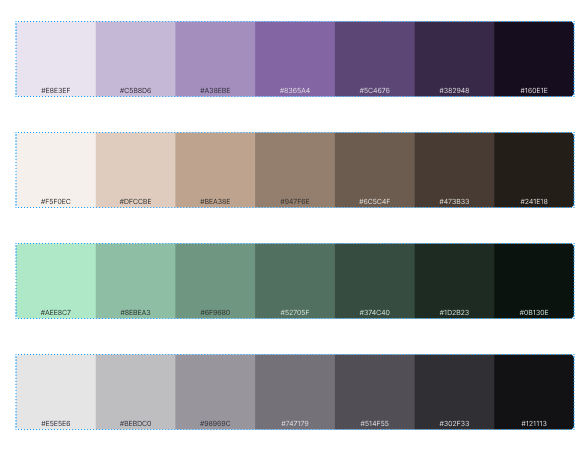 #E8E3EF #C5B8D6 #A38EBE #8365A4 #5C4676 #382948 #160E1E
#F5F0EC #DFCCBE #BEA38E #947F6E #6C5C4F #473B33 #241E18
#AEE8C7 #8EBEA3 #6F9680 #52705F #374C40 #1D2B23 #0B130E
#E5E5E6 #BEBDC0 #98969C #747179 #514F55 #302F33 #121113